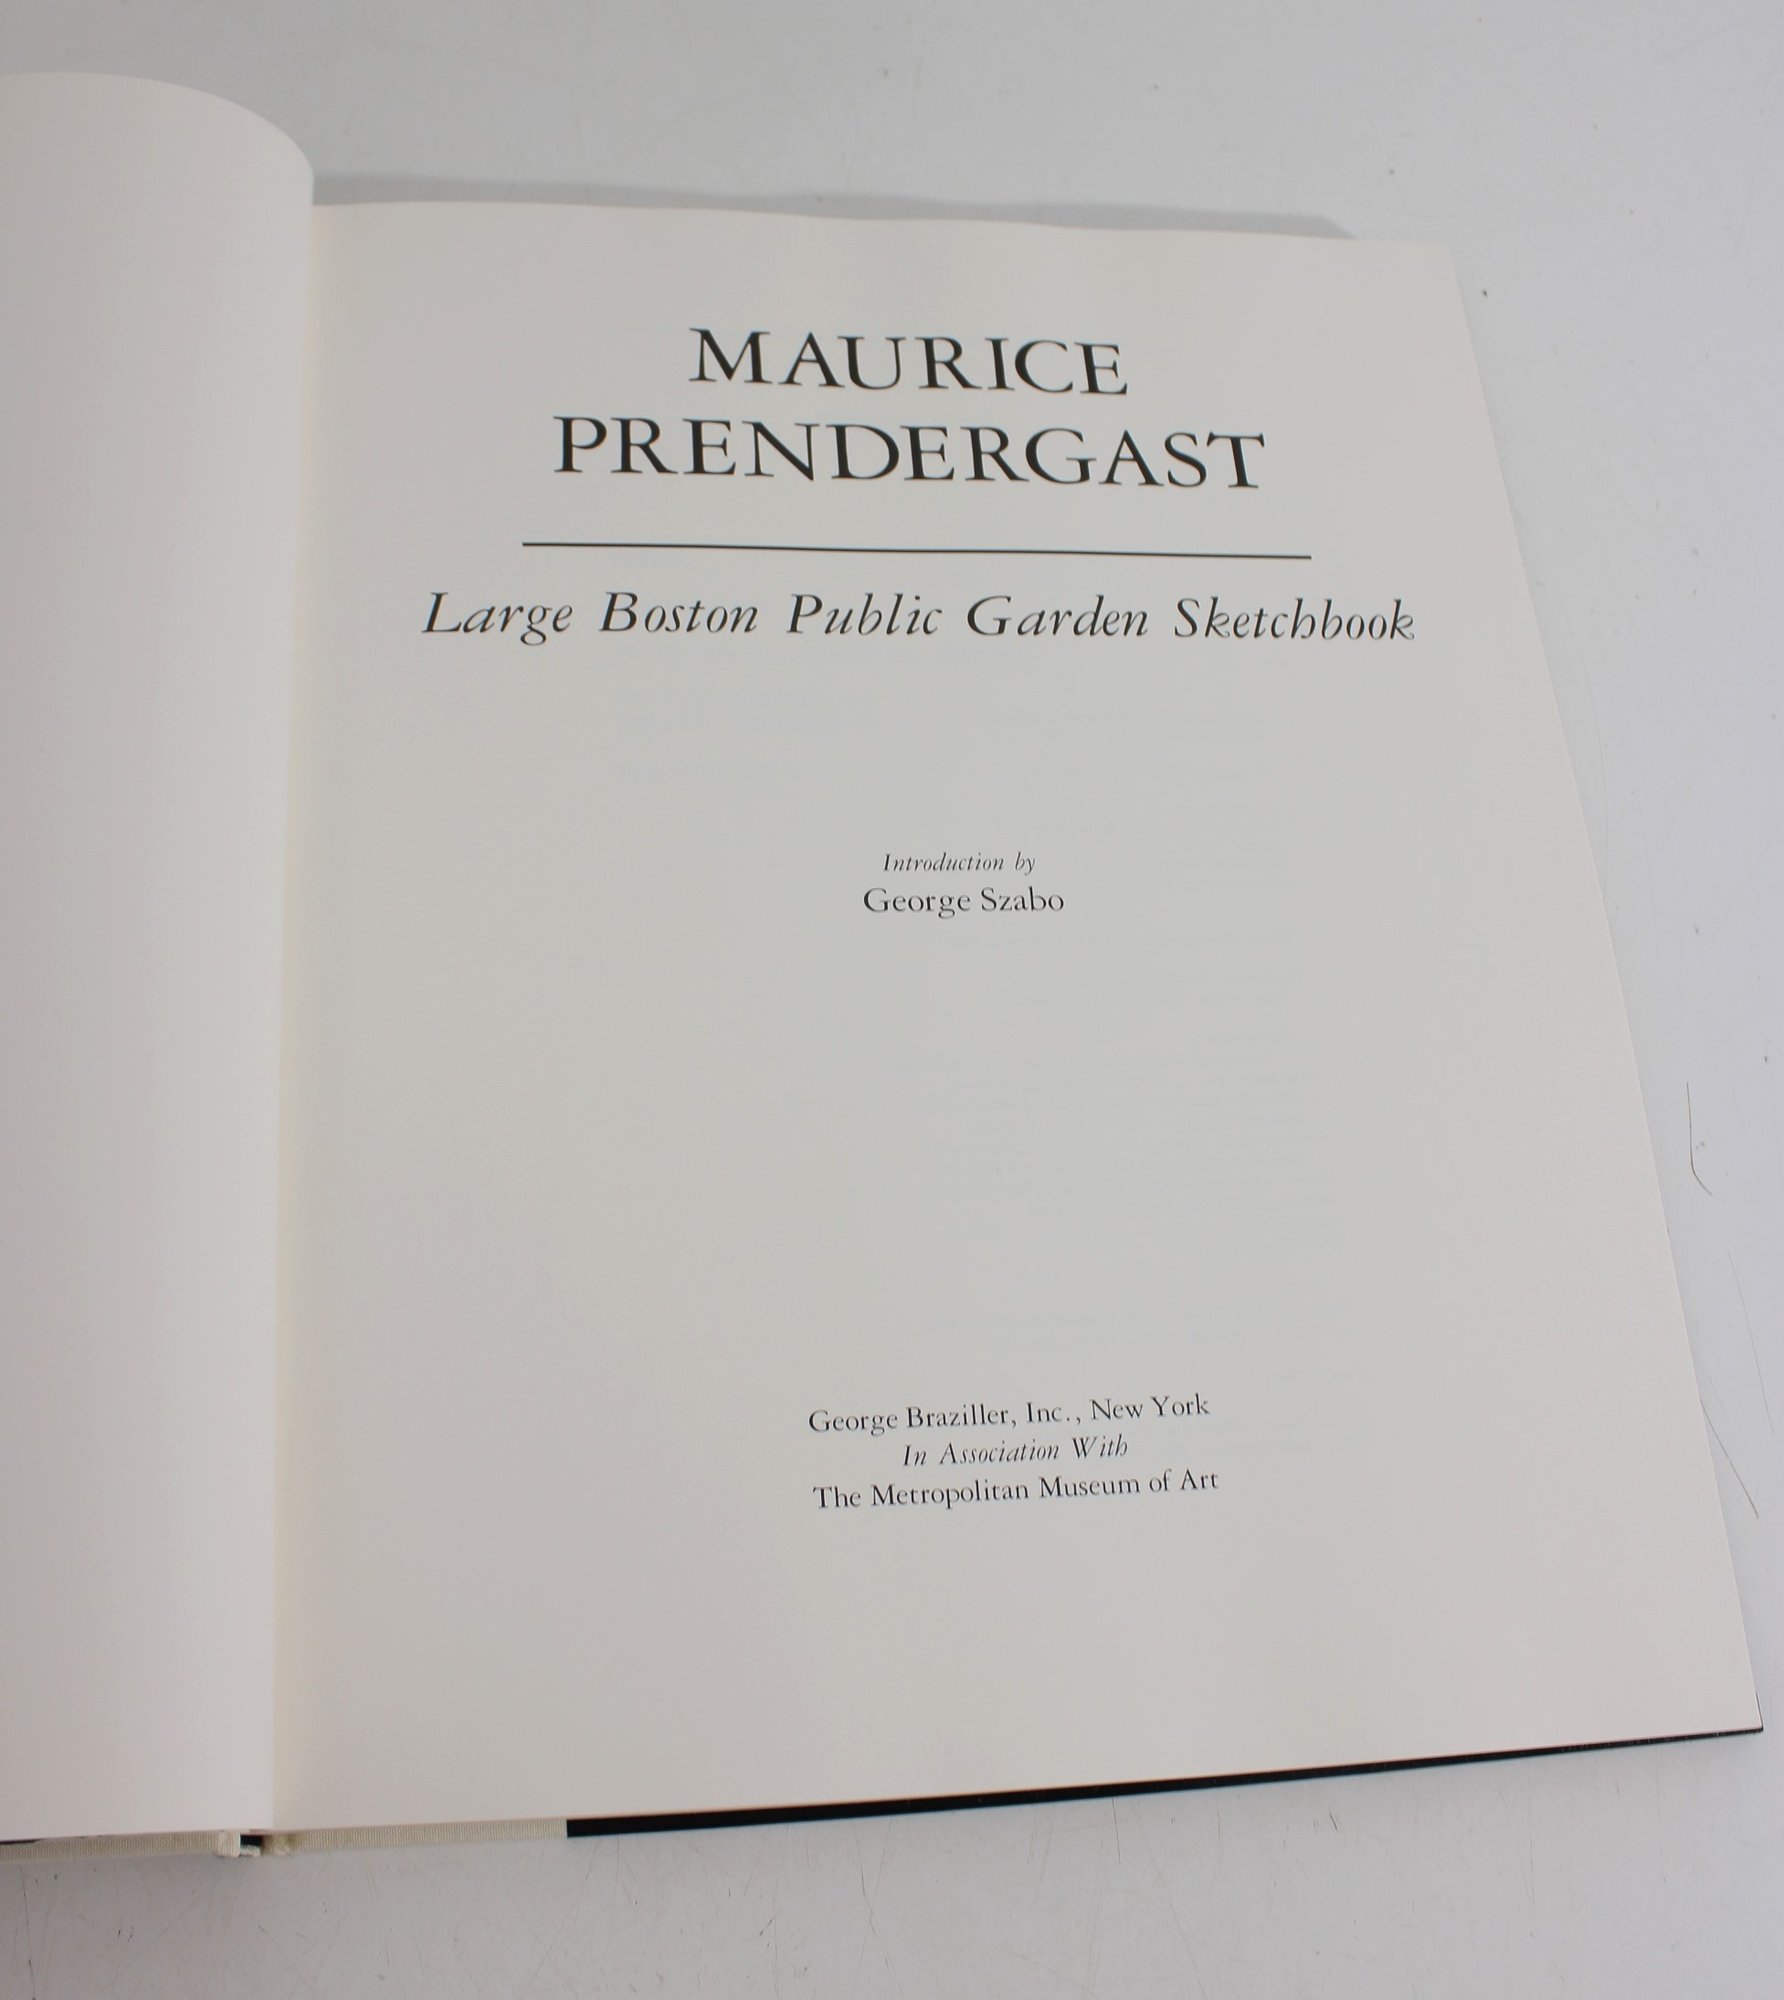 MAURICE
PRENDERGAST
Large Boston Public Garden Sketchbook
Introduction by
George Szabo
George Braziller, Inc., New York
In Association With
The Metropolitan Museum of Art